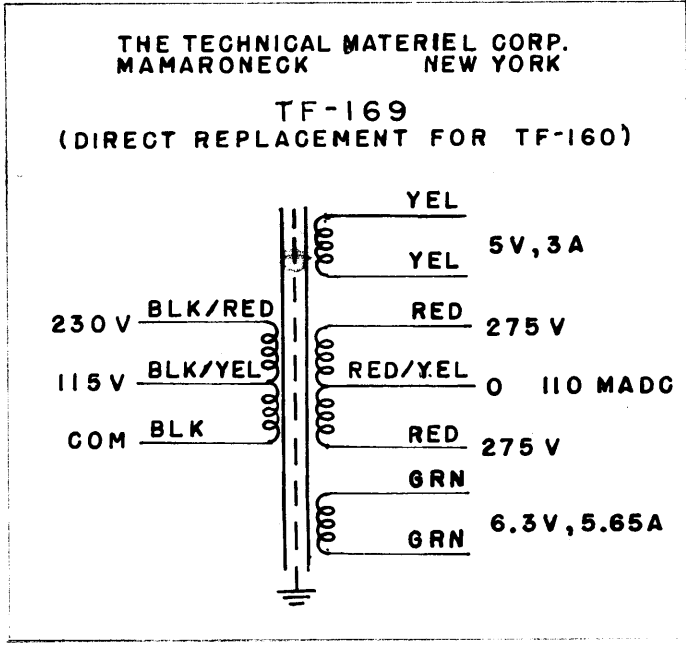 THE TECHNICAL MATERIEL CORP.
MAMARONECK NEW YORK
TF-169
(DIRECT REPLACEMENT FOR TF-160)
YEL
5V, 3A
YEL
230 V BLK/RED
115V BLK/YEL
COM BLK
RED 275 V
RED/YEL 0 110 MADC
RED 275 V
GRN
6.3V, 5.65A
GRN